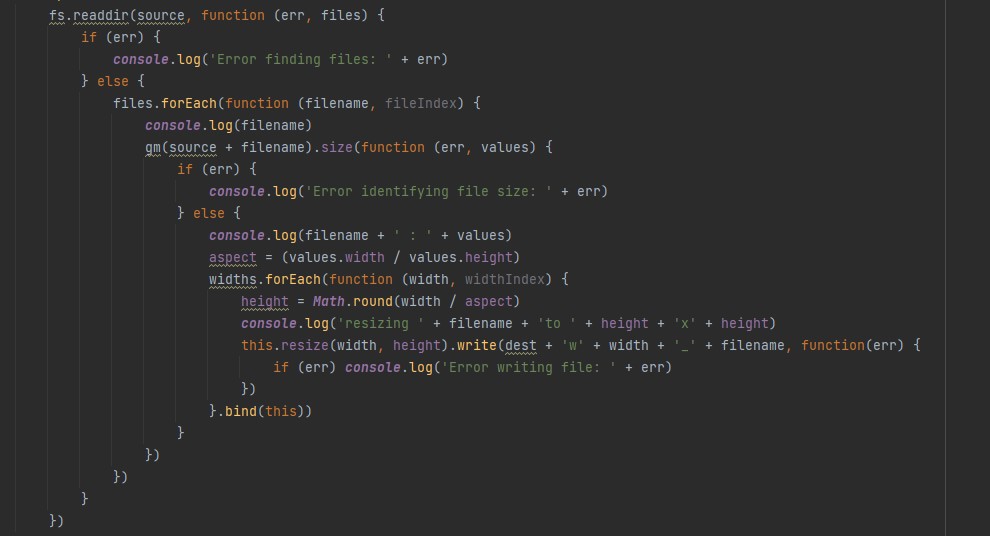 fs.readdir(source, function (err, files) {
if (err) {
console.log('Error finding files: ' + err)
} else {
files.forEach(function (filename, fileIndex) {
console.log(filename)
gm(source + filename).size(function (err, values) {
if (err) {
console.log('Error identifying file size: ' + err)
} else {
console.log(filename + ' : ' + values)
aspect = (values.width / values.height)
widths.forEach(function (width, widthIndex) {
height = Math.round(width / aspect)
console.log('resizing ' + filename + 'to ' + height + 'x' + height)
this.resize(width, height).write(dest + 'w' + width + '_' + filename, function(err) {
if (err) console.log('Error writing file: ' + err)
})
}.bind(this))
}
})
})
}
})